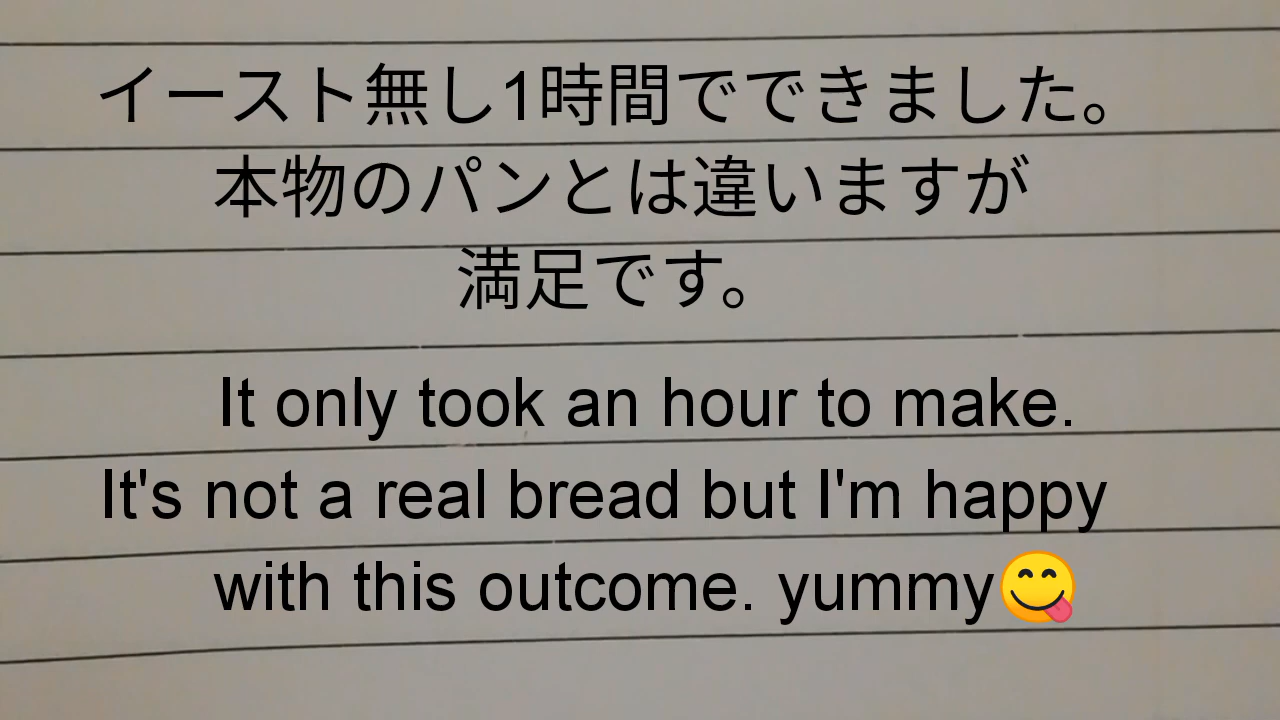 イースト無し1時間でできました。
本物のパンとは違いますが
満足です。
It only took an hour to make.
It's not a real bread but I'm happy
with this outcome. yummy😋